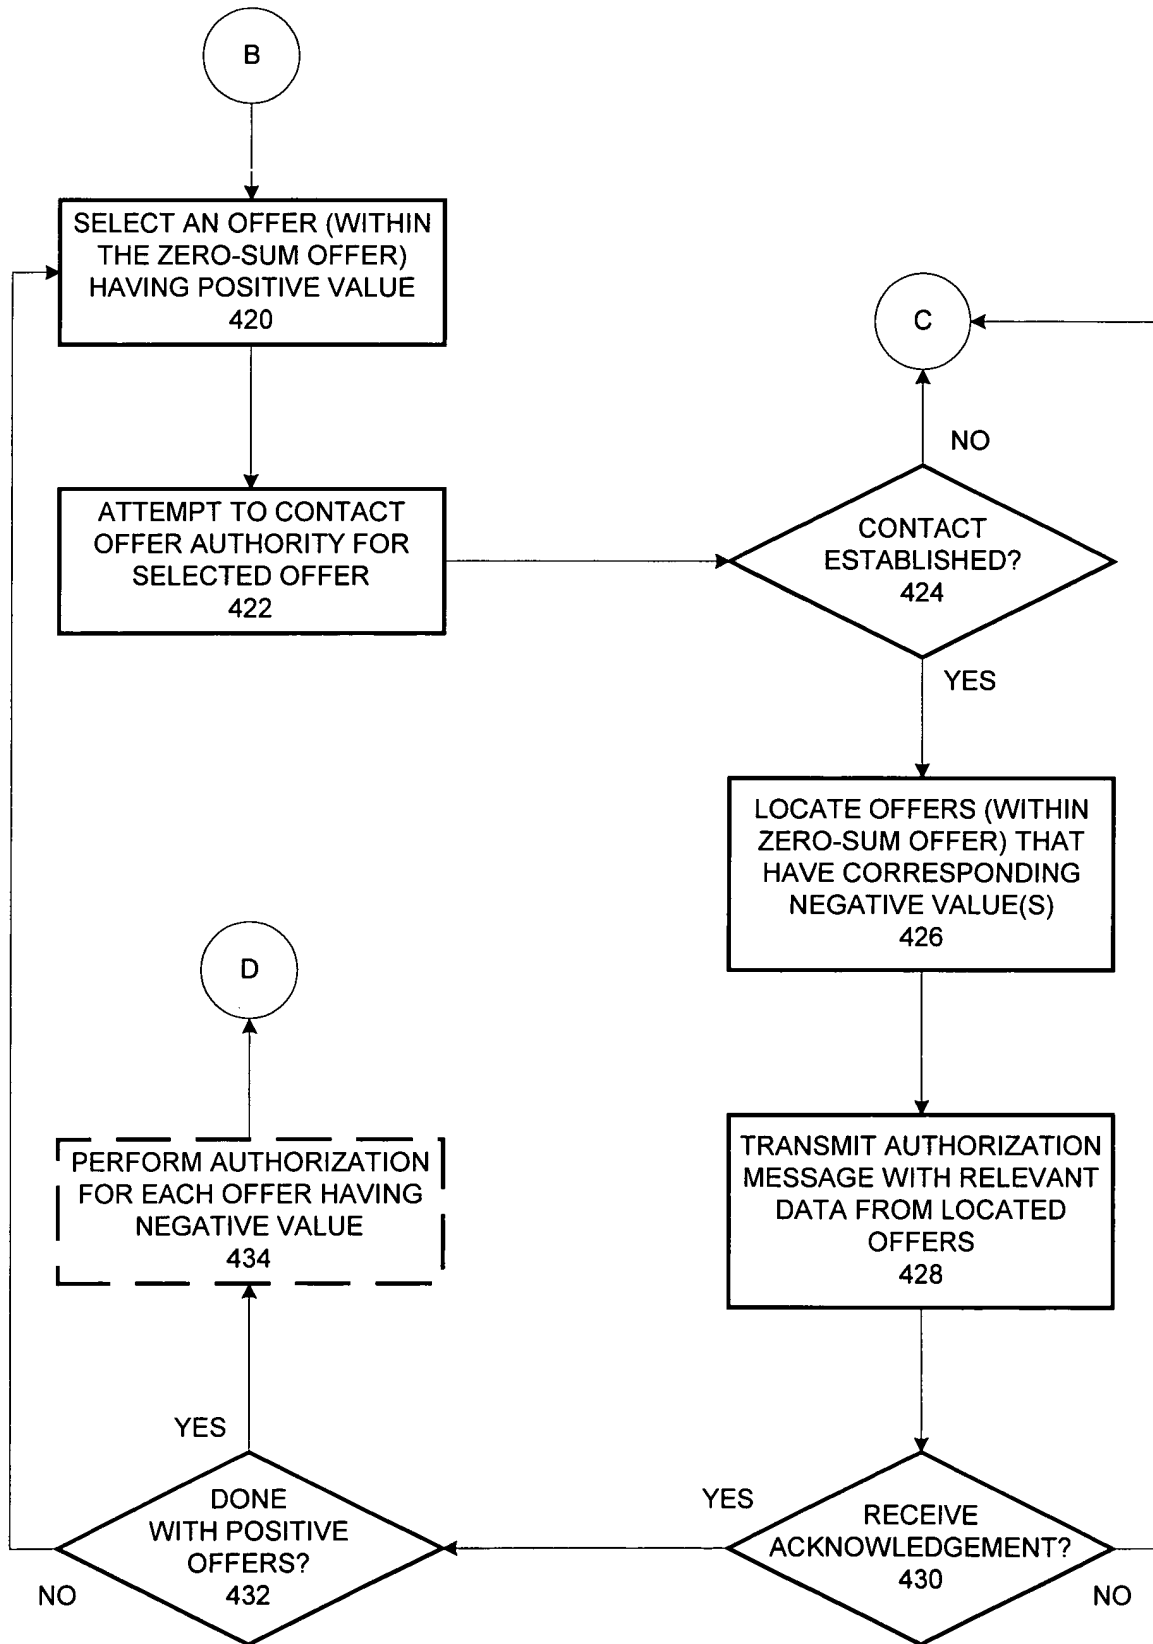 B
SELECT AN OFFER (WITHIN
THE ZERO-SUM OFFER)
HAVING POSITIVE VALUE
420
C
NO
ATTEMPT TO CONTACT
OFFER AUTHORITY FOR
SELECTED OFFER
422
CONTACT
ESTABLISHED?
424
YES
LOCATE OFFERS (WITHIN
ZERO-SUM OFFER) THAT
HAVE CORRESPONDING
NEGATIVE VALUE(S)
426
D
TRANSMIT AUTHORIZATION
MESSAGE WITH RELEVANT
DATA FROM LOCATED
OFFERS
428
PERFORM AUTHORIZATION
FOR EACH OFFER HAVING
NEGATIVE VALUE
434
YES
DONE
WITH POSITIVE
OFFERS?
432
NO
YES
RECEIVE
ACKNOWLEDGEMENT?
430
NO